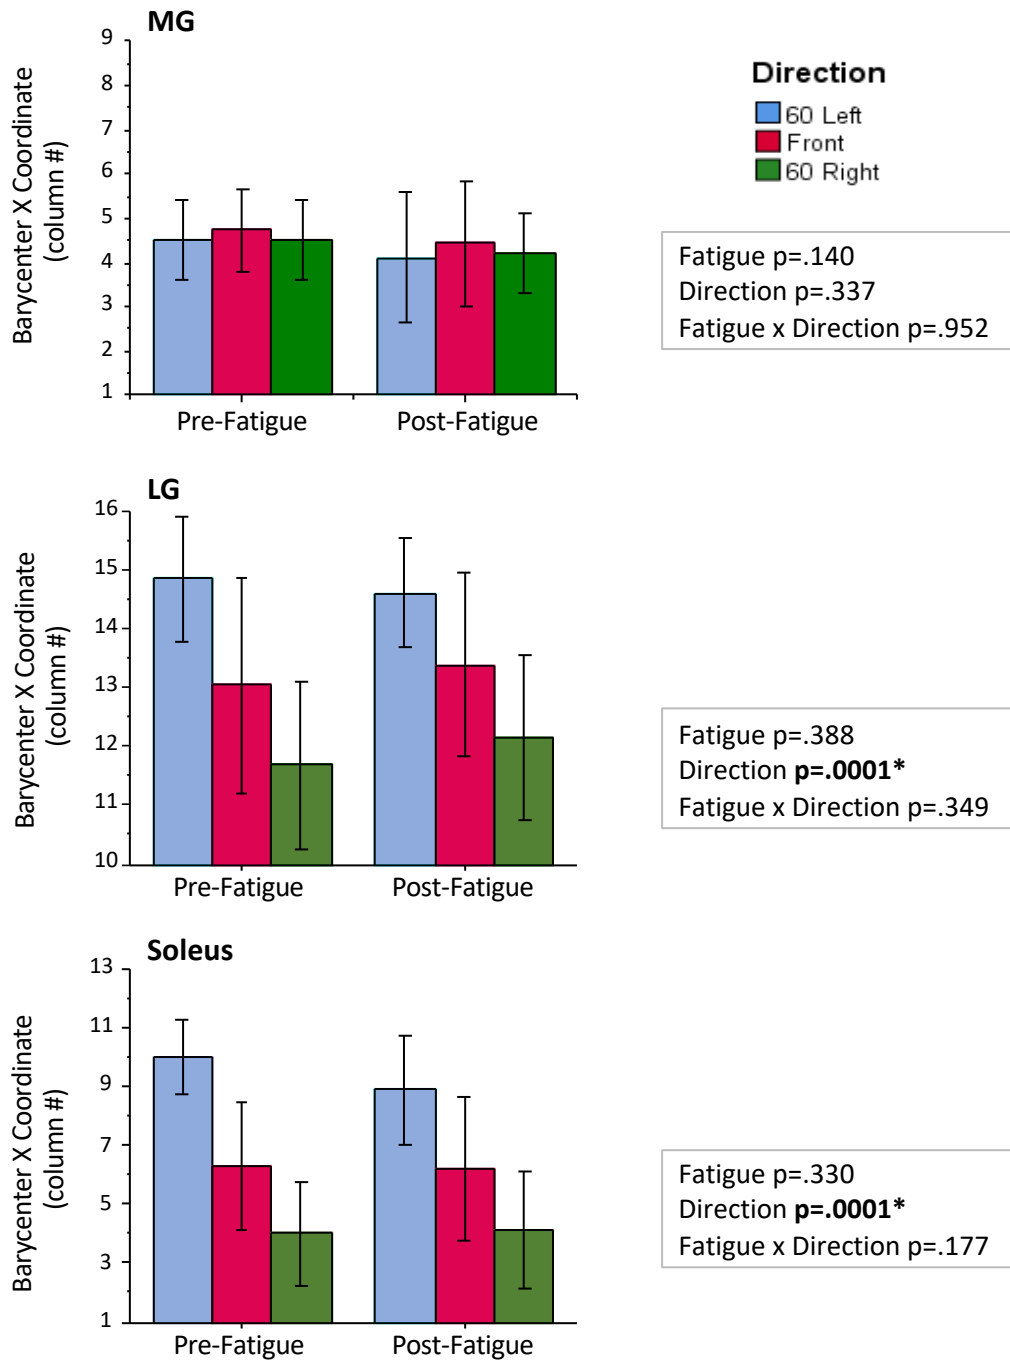 MG
Barycenter X Coordinate
(column #)
9
8
7
6
5
4
3
2
1
Pre-Fatigue
Post-Fatigue
Direction
60 Left
Front
60 Right
Fatigue p=.140
Direction p=.337
Fatigue x Direction p=.952
LG
Barycenter X Coordinate
(column #)
16
15
14
13
12
11
10
Pre-Fatigue
Post-Fatigue
Fatigue p=.388
Direction p=.0001*
Fatigue x Direction p=.349
Soleus
Barycenter X Coordinate
(column #)
13
11
9
7
5
3
1
Pre-Fatigue
Post-Fatigue
Fatigue p=.330
Direction p=.0001*
Fatigue x Direction p=.177